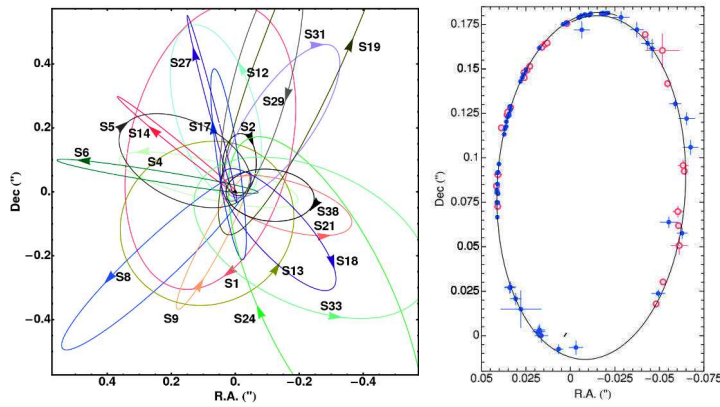 S31
S19
S27
S12
S29
S5
S14
S17
S2
S6
S4
S38
S21
S18
S8
S1
S13
S9
S33
S24
0.4
0.2
0.
−0.2
−0.4
Dec (")
0.4 0.2 0.0 −0.2 −0.4
R.A. (")
0.175
0.15
0.125
0.1
0.075
0.05
0.025
0
Dec (")
0.05 0.025 0 −0.025 −0.05 −0.075
R.A. (")